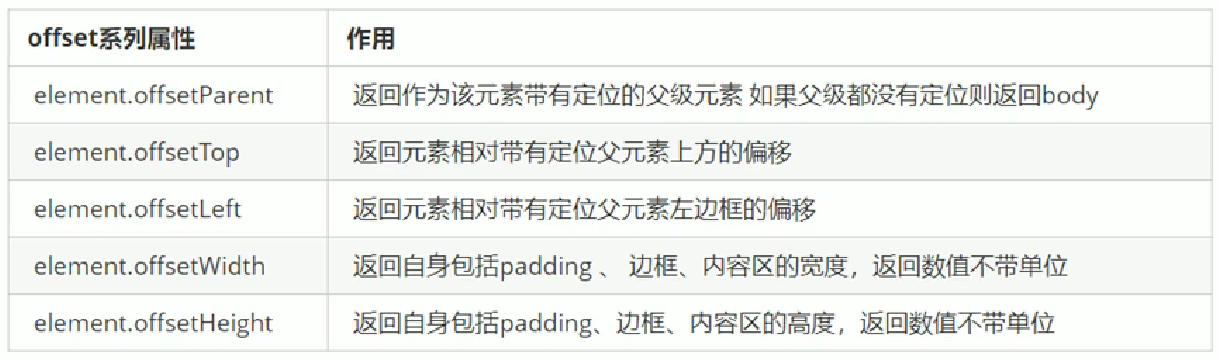 offset系列属性 作用
element.offsetParent 返回作为该元素带有定位的父级元素 如果父级都没有定位则返回body
element.offsetTop 返回元素相对带有定位父元素上方的偏移
element.offsetLeft 返回元素相对带有定位父元素左边框的偏移
element.offsetWidth 返回自身包括padding 、 边框、内容区的宽度，返回数值不带单位
element.offsetHeight 返回自身包括padding、边框、内容区的高度，返回数值不带单位